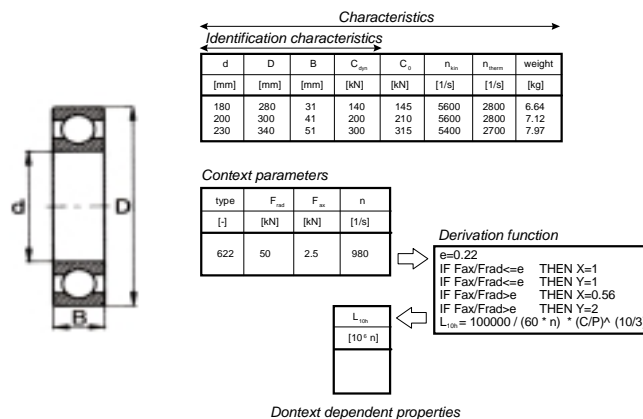 Characteristics
Identification characteristics
d D B C dyn C 0 n kin n therm weight
[mm] [mm] [mm] [kN] [kN] [1/s] [1/s] [kg]
180 280 31 140 145 5600 2800 6.64
200 300 41 200 210 5600 2800 7.12
230 340 51 300 315 5400 2700 7.97
d
D
B
Context parameters
type F rad F ax n
[-] [kN] [kN] [1/s]
622 50 2.5 980
Derivation function
e=0.22
IF Fax/Frad<=e THEN X=1
IF Fax/Frad<=e THEN Y=1
IF Fax/Frad>e THEN X=0.56
IF Fax/Frad>e THEN Y=2
L 10h = 100000 / (60 * n) * (C/P)^ (10/3
L 10h
[10⁶ n]
Dontext dependent properties